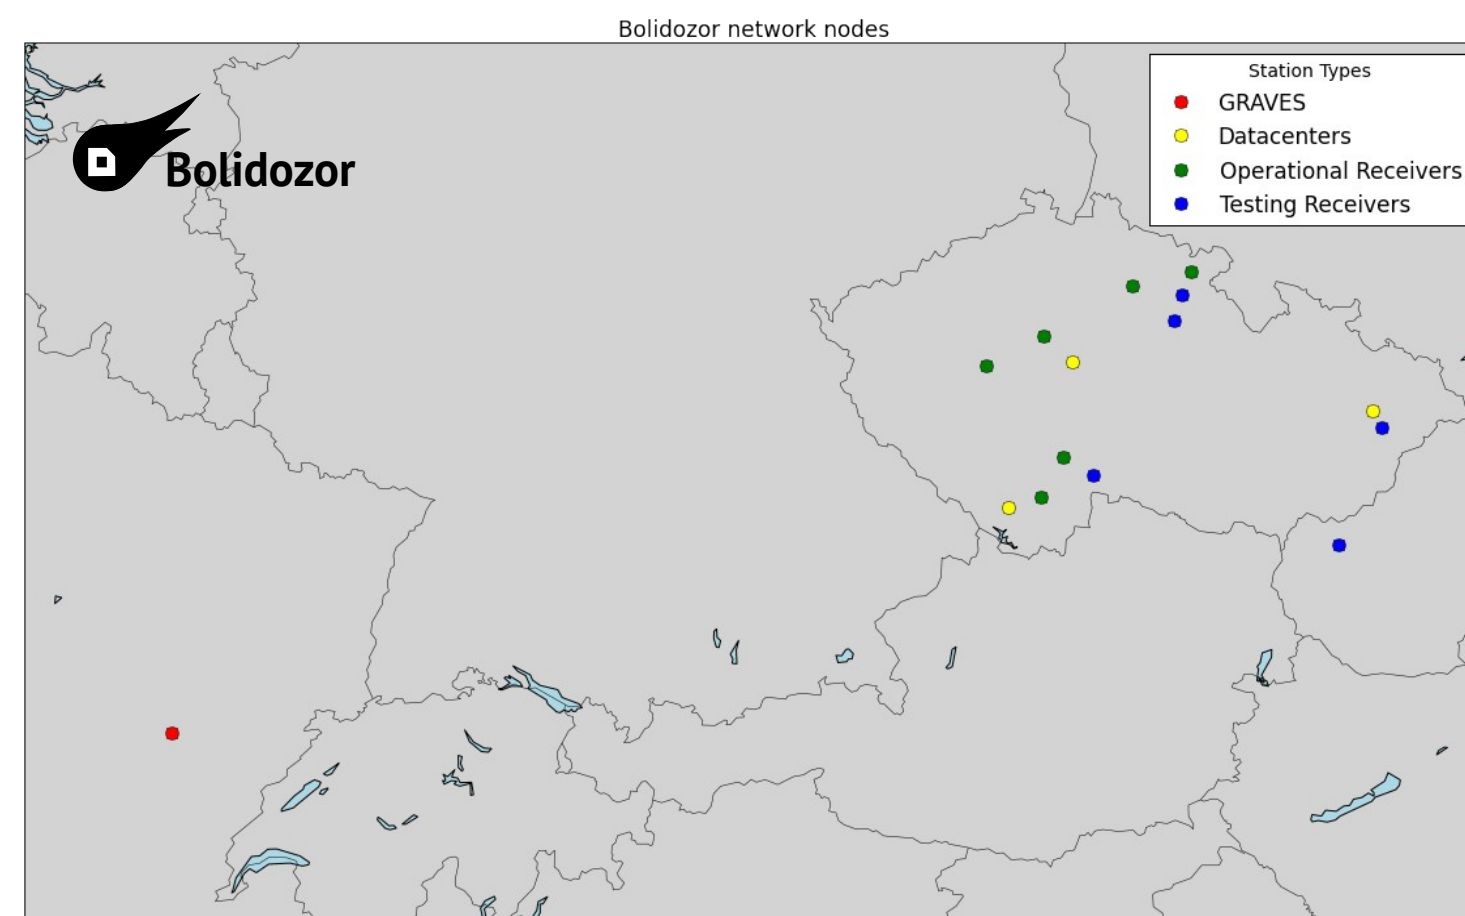 Bolidozor network nodes
Station Types
GRAVES
Datacenters
Operational Receivers
Testing Receivers
Bolidozor